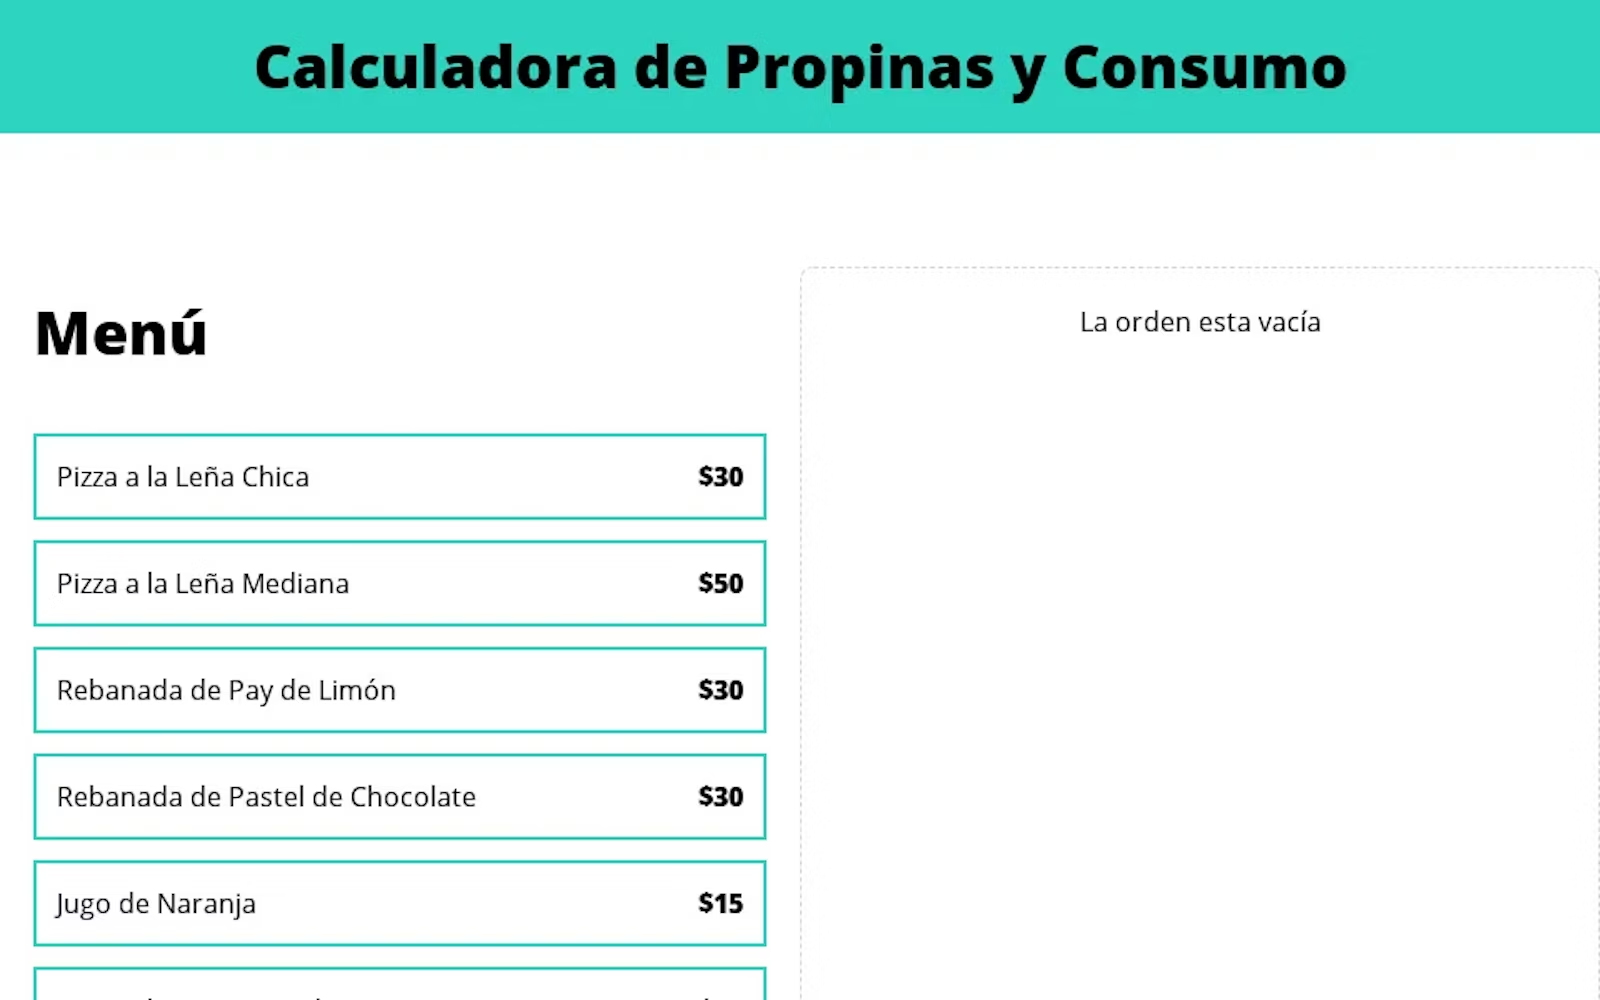 Calculadora de Propinas y Consumo
Menú
Pizza a la Leña Chica $30
Pizza a la Leña Mediana $50
Rebanada de Pay de Limón $30
Rebanada de Pastel de Chocolate $30
Jugo de Naranja $15
La orden esta vacía